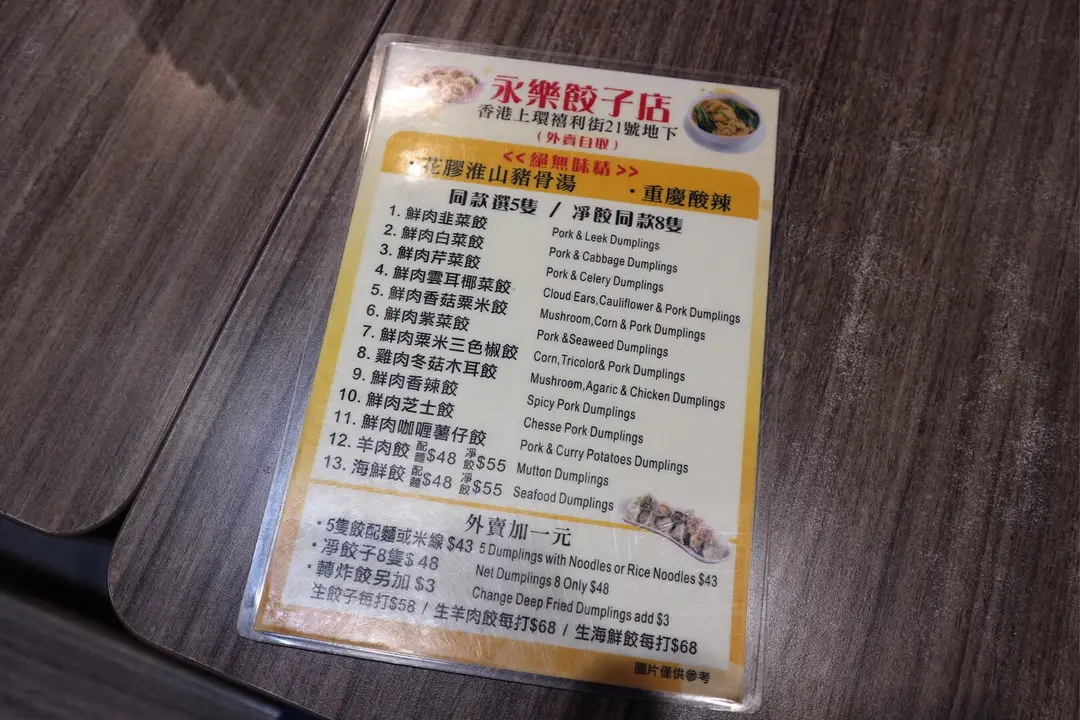 永樂餃子店
香港上環禧利街21號地下
(外賣自取)
<<絕無味精>>
·花膠淮山豬骨湯 ·重慶酸辣
同款選5隻 / 凈餃同款8隻
1. 鮮肉韭菜餃 Pork & Leek Dumplings
2. 鮮肉白菜餃 Pork & Cabbage Dumplings
3. 鮮肉芹菜餃 Pork & Celery Dumplings
4. 鮮肉雲耳椰菜餃 Cloud Ears,Cauliflower & Pork Dumplings
5. 鮮肉香菇粟米餃 Mushroom,Corn & Pork Dumplings
6. 鮮肉紫菜餃 Pork &Seaweed Dumplings
7. 鮮肉粟米三色椒餃 Corn,Tricolor& Pork Dumplings
8. 雞肉冬菇木耳餃 Mushroom,Agaric & Chicken Dumplings
9. 鮮肉香辣餃 Spicy Pork Dumplings
10. 鮮肉芝士餃 Chesse Pork Dumplings
11. 鮮肉咖喱薯仔餃 Pork & Curry Potatoes Dumplings
12. 羊肉餃 配麵$48 凈餃$55 Mutton Dumplings
13. 海鮮餃 配麵$48 凈餃$55 Seafood Dumplings
外賣加一元
·5隻餃配麵或米線 $43 5 Dumplings with Noodles or Rice Noodles $43
·凈餃子8隻$ 48 Net Dumplings 8 Only $48
·轉炸餃另加 $3 Change Deep Fried Dumplings add $3
生餃子每打$58 / 生羊肉餃每打$68 / 生海鮮餃每打$68
圖片僅供參考